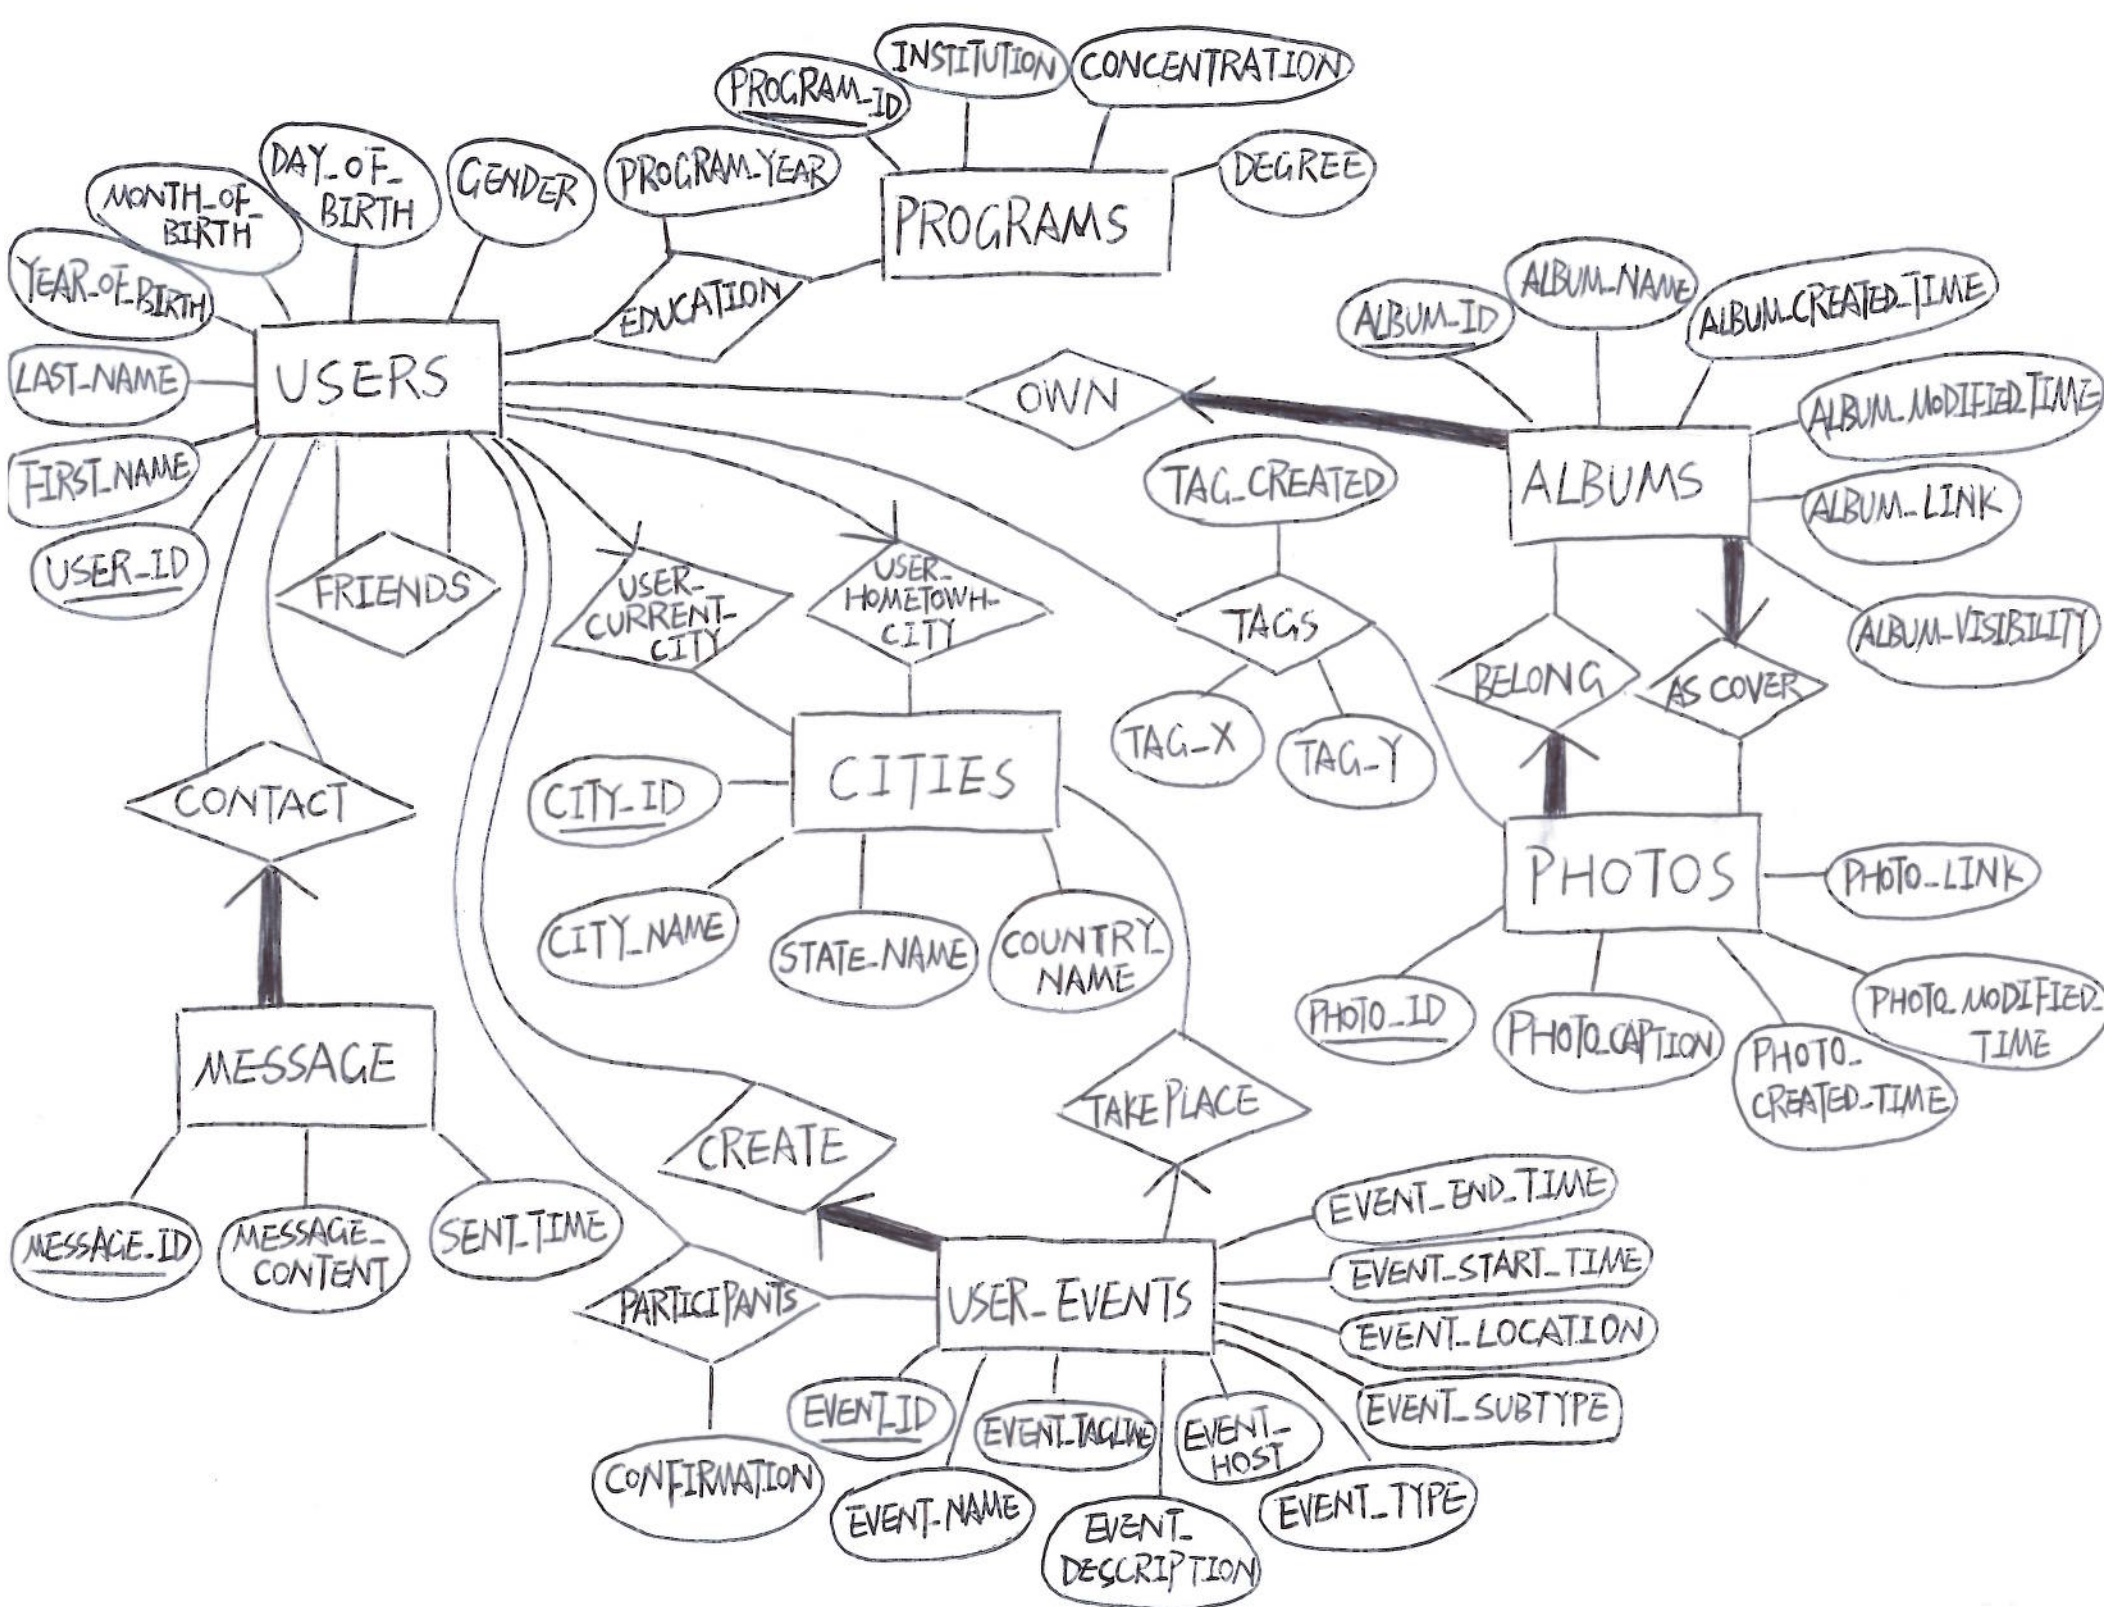 INSTITUTION
CONCENTRATION
PROGRAM_ID
PROGRAM_YEAR
DEGREE
PROGRAMS
DAY_OF_
BIRTH
GENDER
MONTH_OF_
BIRTH
YEAR_OF_BIRTH
EDUCATION
USERS
LAST_NAME
FIRST_NAME
USER_ID
OWN
ALBUM_ID
ALBUM_NAME
ALBUM_CREATED_TIME
ALBUM_MODIFIED_TIME
ALBUMS
ALBUM_LINK
ALBUM_VISIBILITY
TAG_CREATED
FRIENDS
USER_
CURRENT_
CITY
USER_
HOMETOWN_
CITY
TAGS
TAG_X
TAG_Y
BELONG
AS COVER
CONTACT
CITIES
CITY_ID
CITY_NAME
STATE_NAME
COUNTRY_
NAME
PHOTOS
PHOTO_LINK
PHOTO_ID
PHOTO_CAPTION
PHOTO_
CREATED_TIME
PHOTO_MODIFIED_
TIME
MESSAGE
MESSAGE_ID
MESSAGE_
CONTENT
SENT_TIME
CREATE
TAKE PLACE
PARTICIPANTS
CONFIRMATION
USER_EVENTS
EVENT_END_TIME
EVENT_START_TIME
EVENT_LOCATION
EVENT_SUBTYPE
EVENT_ID
EVENT_TAGLINE
EVENT_
HOST
EVENT_NAME
EVENT_
DESCRIPTION
EVENT_TYPE